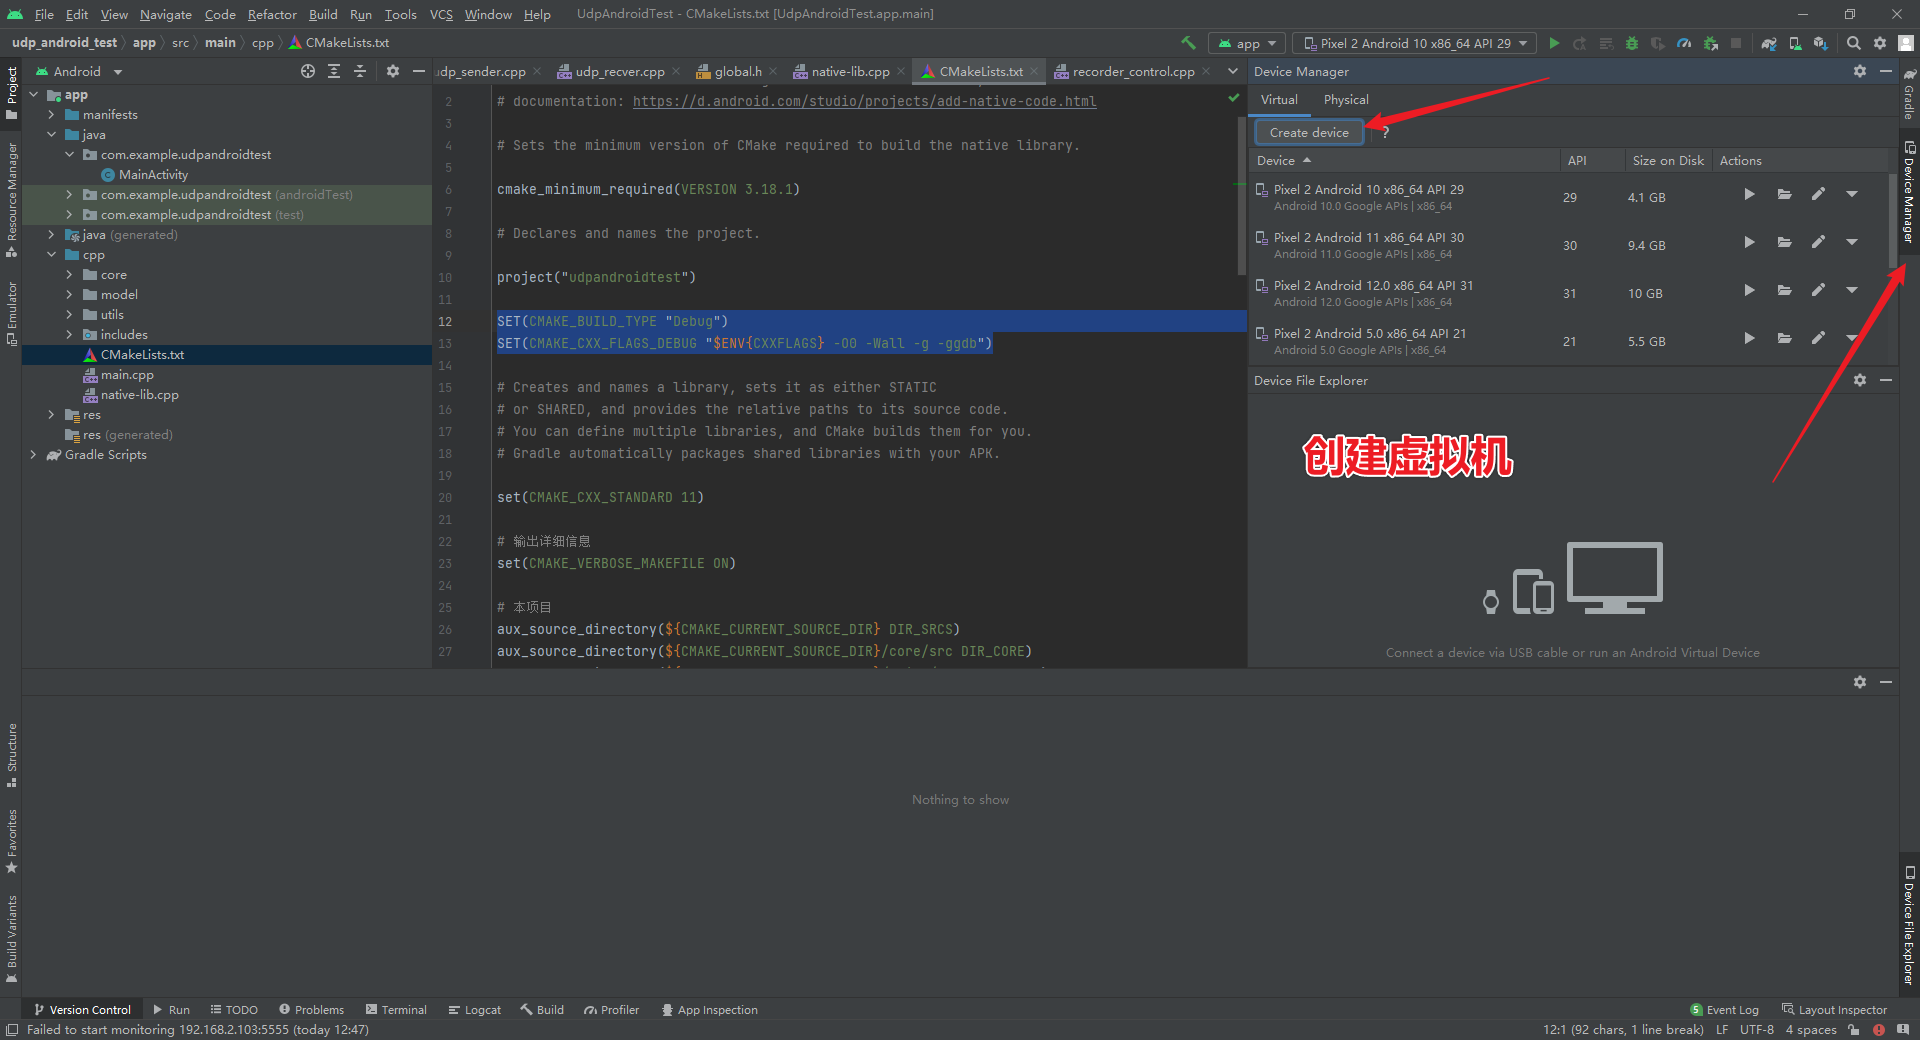 File Edit View Navigate Code Refactor Build Run Tools VCS Window Help UdpAndroidTest - CMakeLists.txt [UdpAndroidTest.app.main]
udp_android_test app src main cpp CMakeLists.txt app Pixel 2 Android 10 x86_64 API 29
Project
Resource Manager
Emulator
Structure
Favorites
Build Variants
Android
app
manifests
java
com.example.udpandroidtest
MainActivity
com.example.udpandroidtest (androidTest)
com.example.udpandroidtest (test)
java (generated)
cpp
core
model
utils
includes
CMakeLists.txt
main.cpp
native-lib.cpp
res
res (generated)
Gradle Scripts
udp_sender.cpp udp_recver.cpp global.h native-lib.cpp CMakeLists.txt recorder_control.cpp
2 # documentation: https://d.android.com/studio/projects/add-native-code.html
3
4 # Sets the minimum version of CMake required to build the native library.
5
6 cmake_minimum_required(VERSION 3.18.1)
7
8 # Declares and names the project.
9
10 project("udpandroidtest")
11
12 SET(CMAKE_BUILD_TYPE "Debug")
13 SET(CMAKE_CXX_FLAGS_DEBUG "$ENV{CXXFLAGS} -O0 -Wall -g -ggdb")
14
15 # Creates and names a library, sets it as either STATIC
16 # or SHARED, and provides the relative paths to its source code.
17 # You can define multiple libraries, and CMake builds them for you.
18 # Gradle automatically packages shared libraries with your APK.
19
20 set(CMAKE_CXX_STANDARD 11)
21
22 # 输出详细信息
23 set(CMAKE_VERBOSE_MAKEFILE ON)
24
25 # 本项目
26 aux_source_directory(${CMAKE_CURRENT_SOURCE_DIR} DIR_SRCS)
27 aux_source_directory(${CMAKE_CURRENT_SOURCE_DIR}/core/src DIR_CORE)
Device Manager
Virtual Physical
Create device ?
Device API Size on Disk Actions
Pixel 2 Android 10 x86_64 API 29
Android 10.0 Google APIs | x86_64
29 4.1 GB
Pixel 2 Android 11 x86_64 API 30
Android 11.0 Google APIs | x86_64
30 9.4 GB
Pixel 2 Android 12.0 x86_64 API 31
Android 12.0 Google APIs | x86_64
31 10 GB
Pixel 2 Android 5.0 x86_64 API 21
Android 5.0 Google APIs | x86_64
21 5.5 GB
Device File Explorer
创建虚拟机
Connect a device via USB cable or run an Android Virtual Device
Gradle
Device Manager
Device File Explorer
Nothing to show
Version Control Run TODO Problems Terminal Logcat Build Profiler App Inspection 5 Event Log Layout Inspector
Failed to start monitoring 192.168.2.103:5555 (today 12:47) 12:1 (92 chars, 1 line break) LF UTF-8 4 spaces